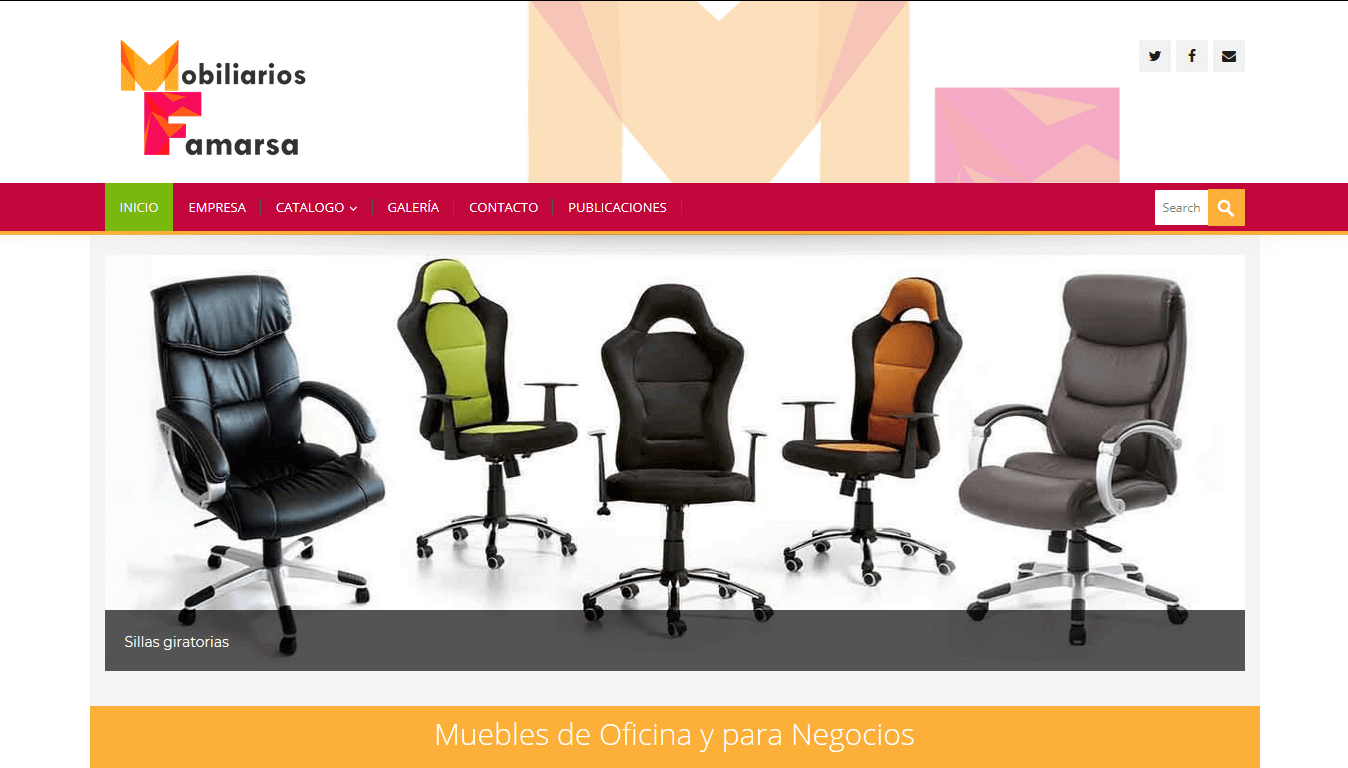 Mobiliarios
Famarsa
INICIO
EMPRESA
CATALOGO
GALERÍA
CONTACTO
PUBLICACIONES
Search
Sillas giratorias
Muebles de Oficina y para Negocios